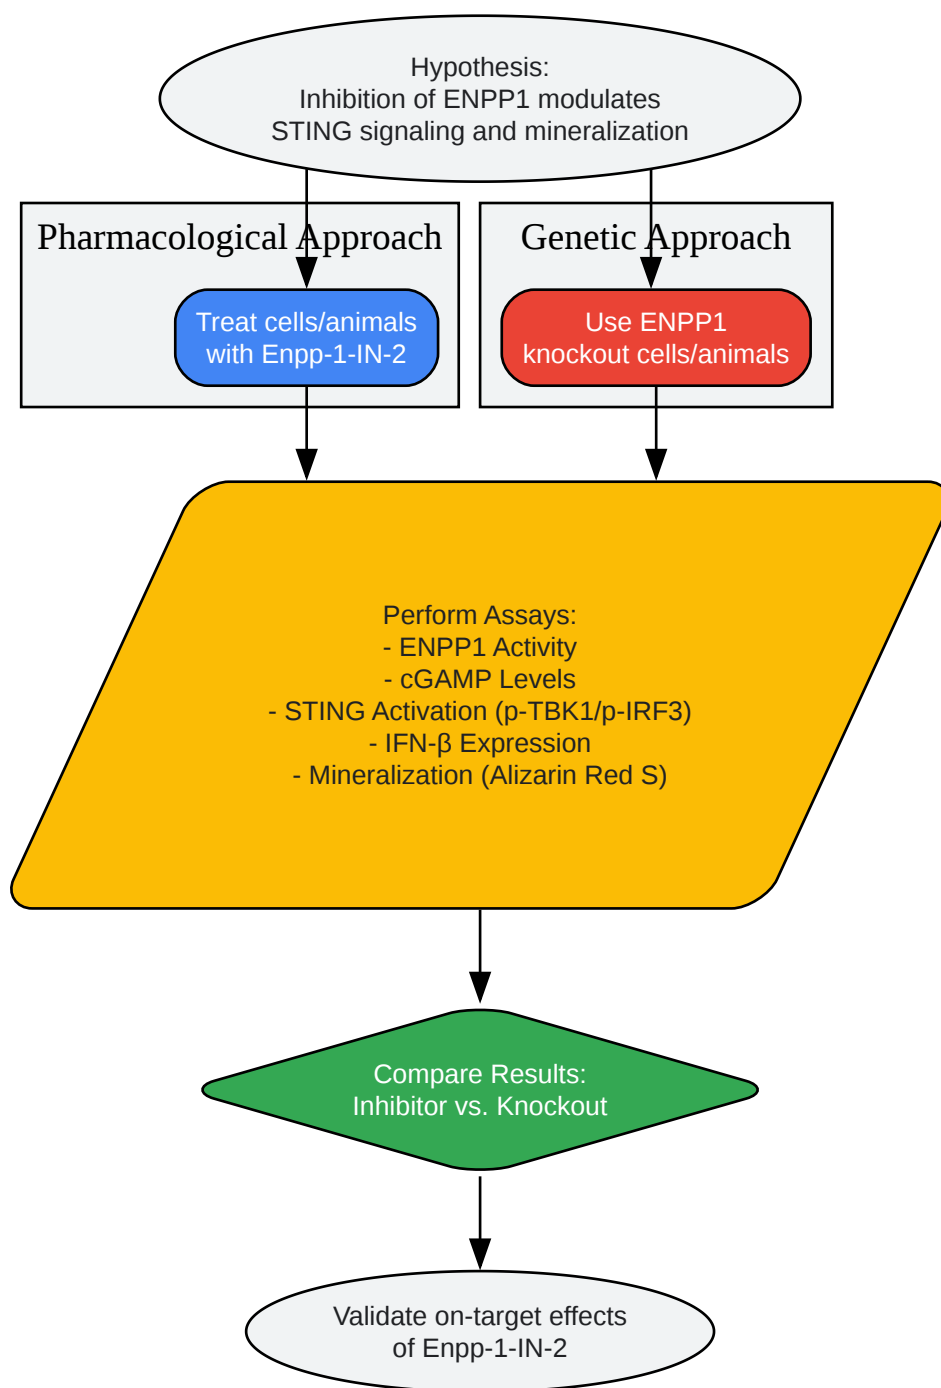 Hypothesis:
Inhibition of ENPP1 modulates
STING signaling and mineralization
Pharmacological Approach
Genetic Approach
Treat cells/animals
with Enpp-1-IN-2
Use ENPP1
knockout cells/animals
Perform Assays:
- ENPP1 Activity
- cGAMP Levels
- STING Activation (p-TBK1/p-IRF3)
- IFN-β Expression
- Mineralization (Alizarin Red S)
Compare Results:
Inhibitor vs. Knockout
Validate on-target effects
of Enpp-1-IN-2